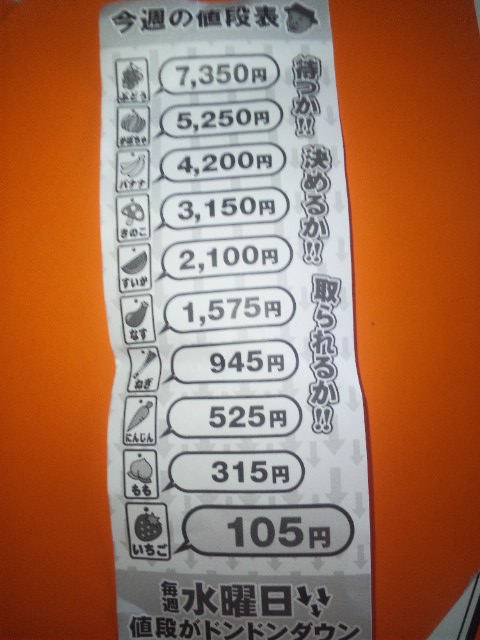 今週の値段表
ぶどう 7,350円
かぼちゃ 5,250円
バナナ 4,200円
きのこ 3,150円
すいか 2,100円
なす 1,575円
ねぎ 945円
にんじん 525円
もも 315円
いちご 105円
待つか!!
決めるか!!
取られるか!!
毎週水曜日
値段がドンドンダウン